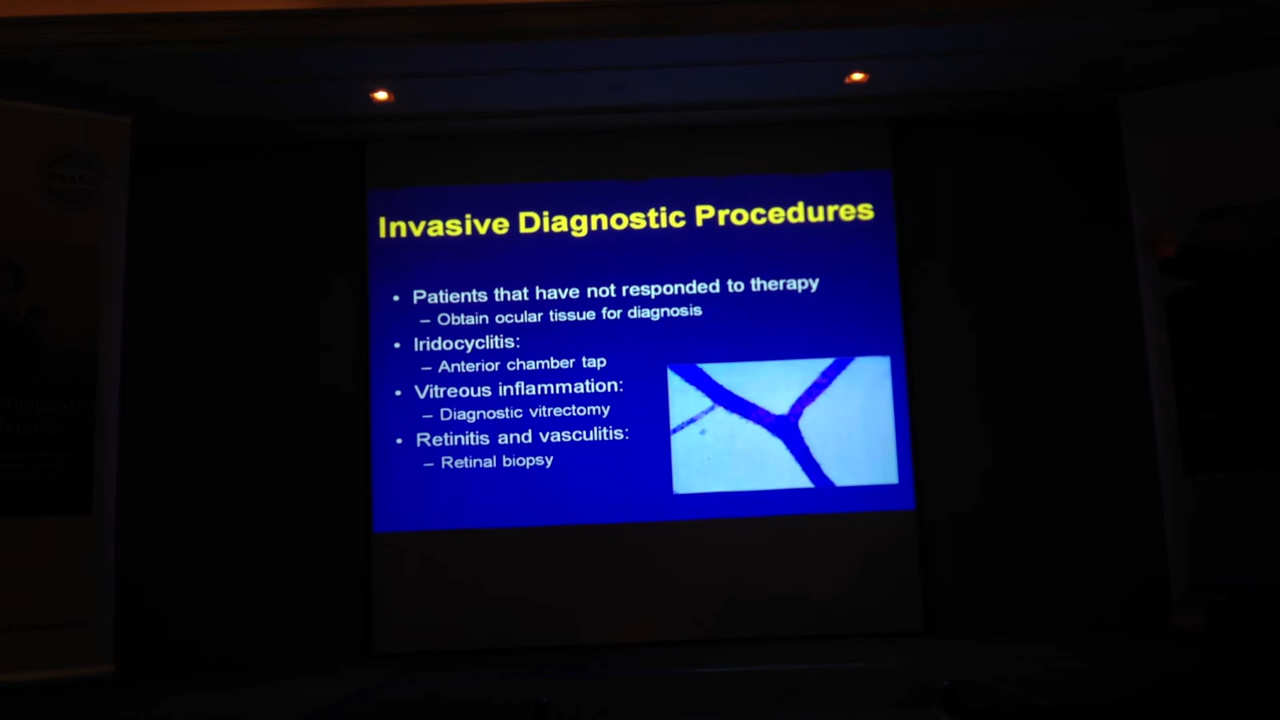 Invasive Diagnostic Procedures
• Patients that have not responded to therapy
– Obtain ocular tissue for diagnosis
• Iridocyclitis:
– Anterior chamber tap
• Vitreous inflammation:
– Diagnostic vitrectomy
• Retinitis and vasculitis:
– Retinal biopsy